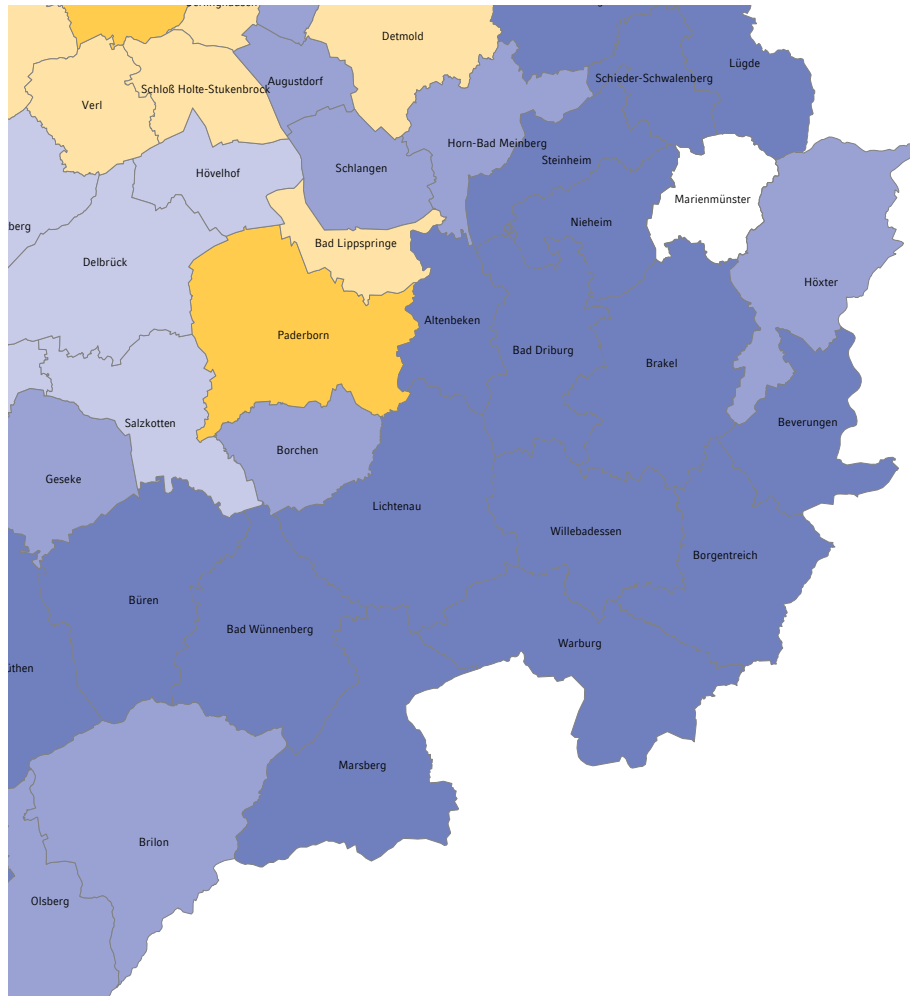 Detmold
Lügde
Schieder-Schwalenberg
Augustdorf
Schloß Holte-Stukenbrock
Verl
Horn-Bad Meinberg
Steinheim
Schlangen
Hövelhof
Marienmünster
Nieheim
berg
Bad Lippspringe
Delbrück
Höxter
Altenbeken
Paderborn
Bad Driburg
Brakel
Salzkotten
Beverungen
Borchen
Geseke
Lichtenau
Willebadessen
Borgentreich
Büren
Bad Wünnenberg
Warburg
üthen
Marsberg
Brilon
Olsberg